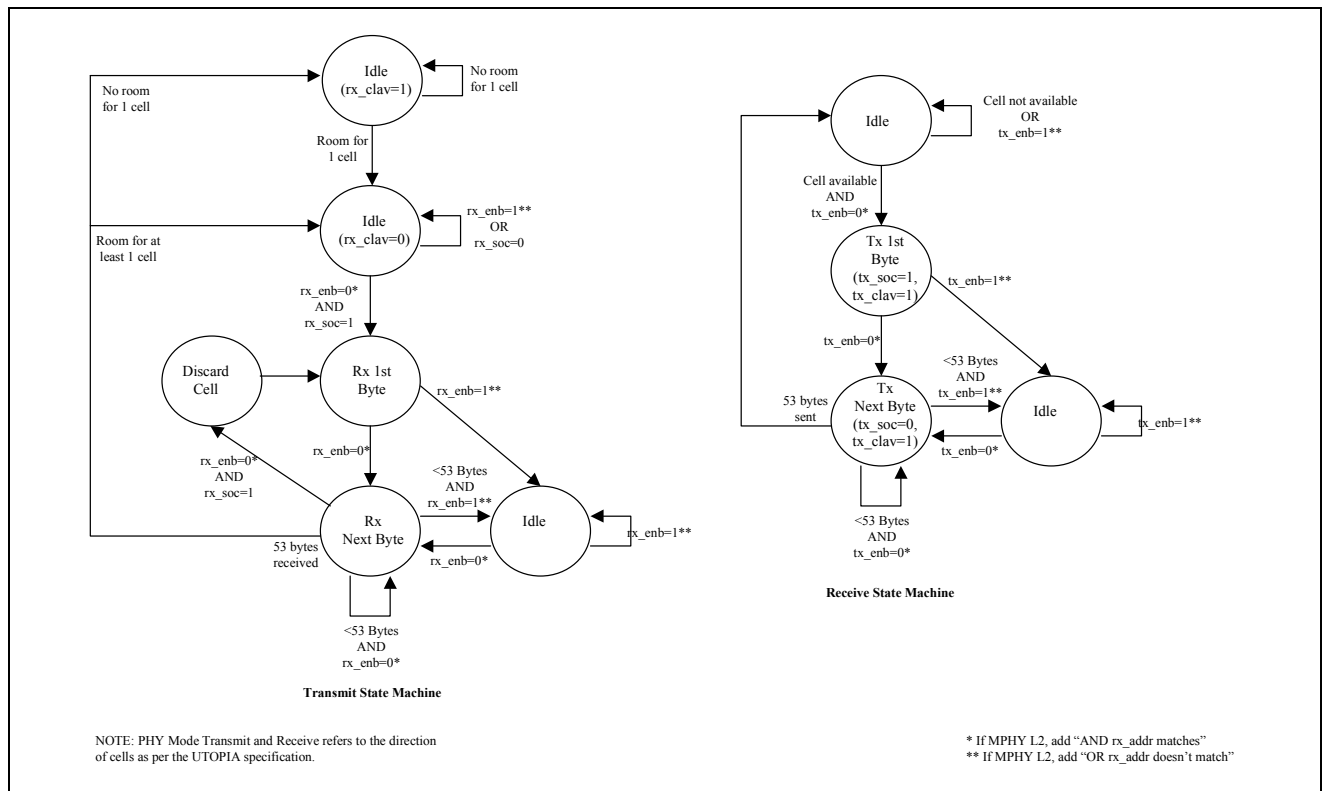 Idle
(rx_clav=1)
No room
for 1 cell
No room
for 1 cell
Room for
1 cell
Idle
(rx_clav=0)
rx_enb=1**
OR
rx_soc=0
Room for at
least 1 cell
rx_enb=0*
AND
rx_soc=1
Discard
Cell
Rx 1st
Byte
rx_enb=1**
rx_enb=0*
AND
rx_soc=1
rx_enb=0*
<53 Bytes
AND
rx_enb=1**
Rx
Next Byte
Idle
rx_enb=1**
rx_enb=0*
53 bytes
received
<53 Bytes
AND
rx_enb=0*
Transmit State Machine
Idle
Cell not available
OR
tx_enb=1**
Cell available
AND
tx_enb=0*
Tx 1st
Byte
(tx_soc=1,
tx_clav=1)
tx_enb=1**
tx_enb=0*
<53 Bytes
AND
tx_enb=1**
53 bytes
sent
Tx
Next Byte
(tx_soc=0,
tx_clav=1)
Idle
tx_enb=1**
tx_enb=0*
<53 Bytes
AND
tx_enb=0*
Receive State Machine
NOTE: PHY Mode Transmit and Receive refers to the direction
of cells as per the UTOPIA specification.
* If MPHY L2, add “AND rx_addr matches”
** If MPHY L2, add “OR rx_addr doesn’t match”